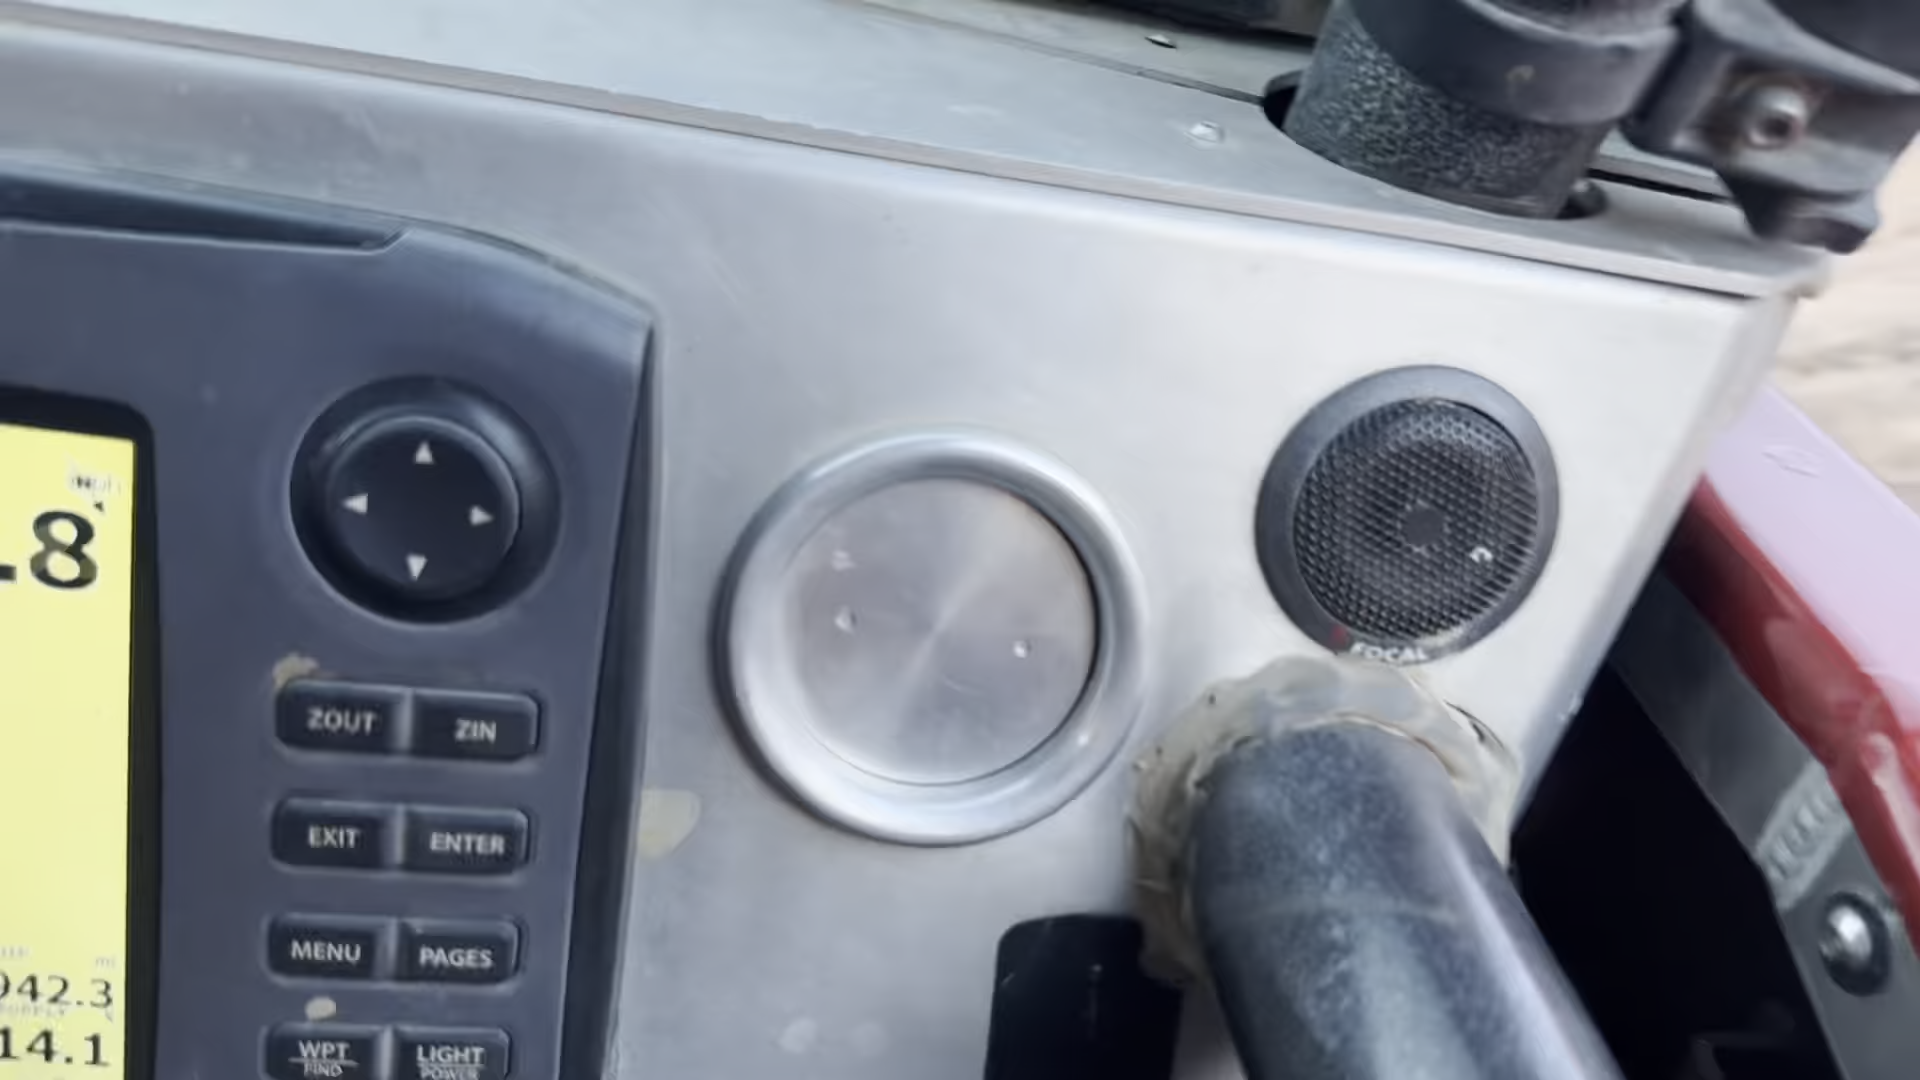 .8
ZOUT ZIN
EXIT ENTER
MENU PAGES
942.3
14.1
WPT LIGHT
FIND POWER
FOCAL